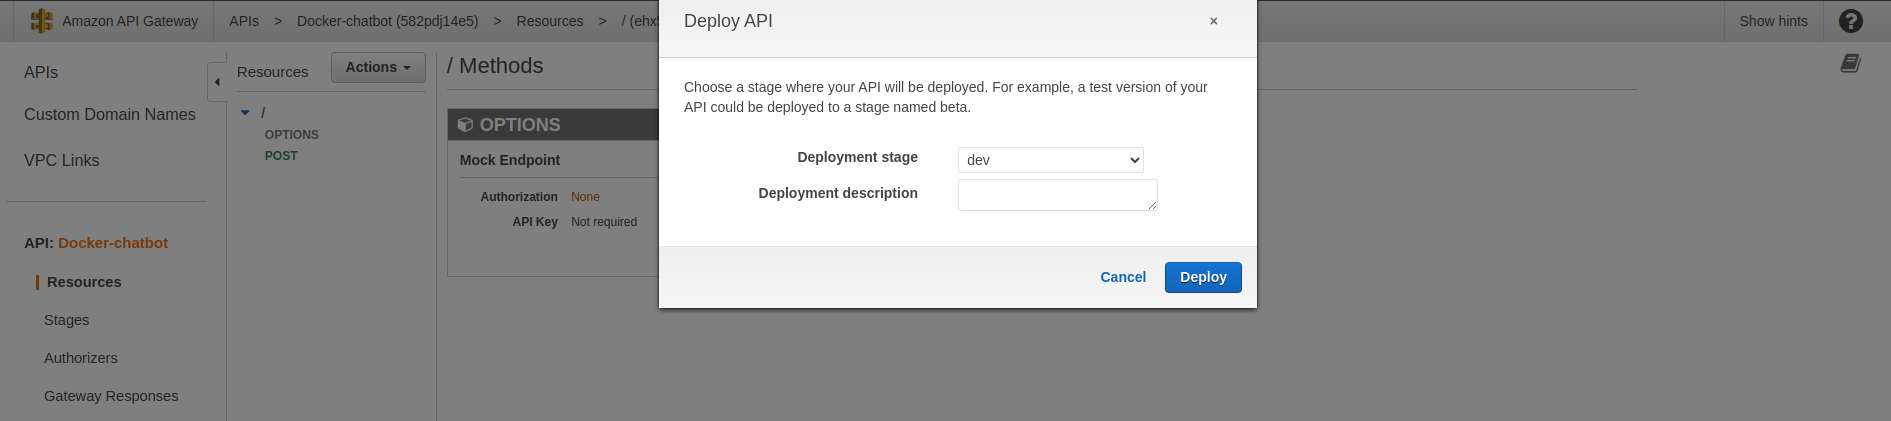 Amazon API Gateway
APIs > Docker-chatbot (582pdj14e5) > Resources > / (ehx
Show hints
?
Deploy API
×
Choose a stage where your API will be deployed. For example, a test version of your
API could be deployed to a stage named beta.
Deployment stage dev
Deployment description
Cancel Deploy
APIs
Custom Domain Names
VPC Links
API: Docker-chatbot
Resources
Stages
Authorizers
Gateway Responses
Resources Actions
/
OPTIONS
POST
/ Methods
OPTIONS
Mock Endpoint
Authorization None
API Key Not required